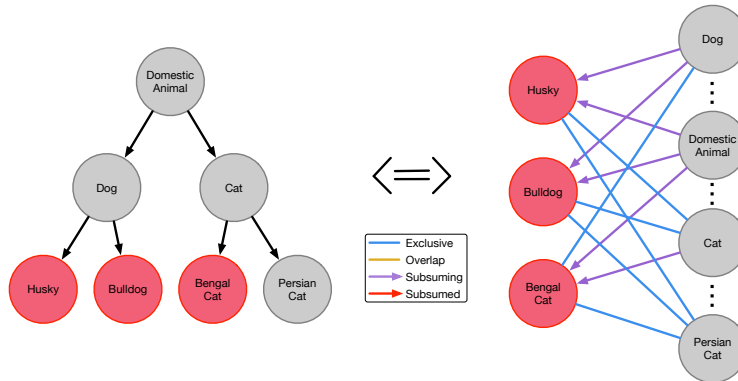 Domestic
Animal
Dog
Cat
Husky
Bulldog
Bengal
Cat
Persian
Cat
Exclusive
Overlap
Subsuming
Subsumed
Dog
Husky
Domestic
Animal
Bulldog
Cat
Bengal
Cat
Persian
Cat